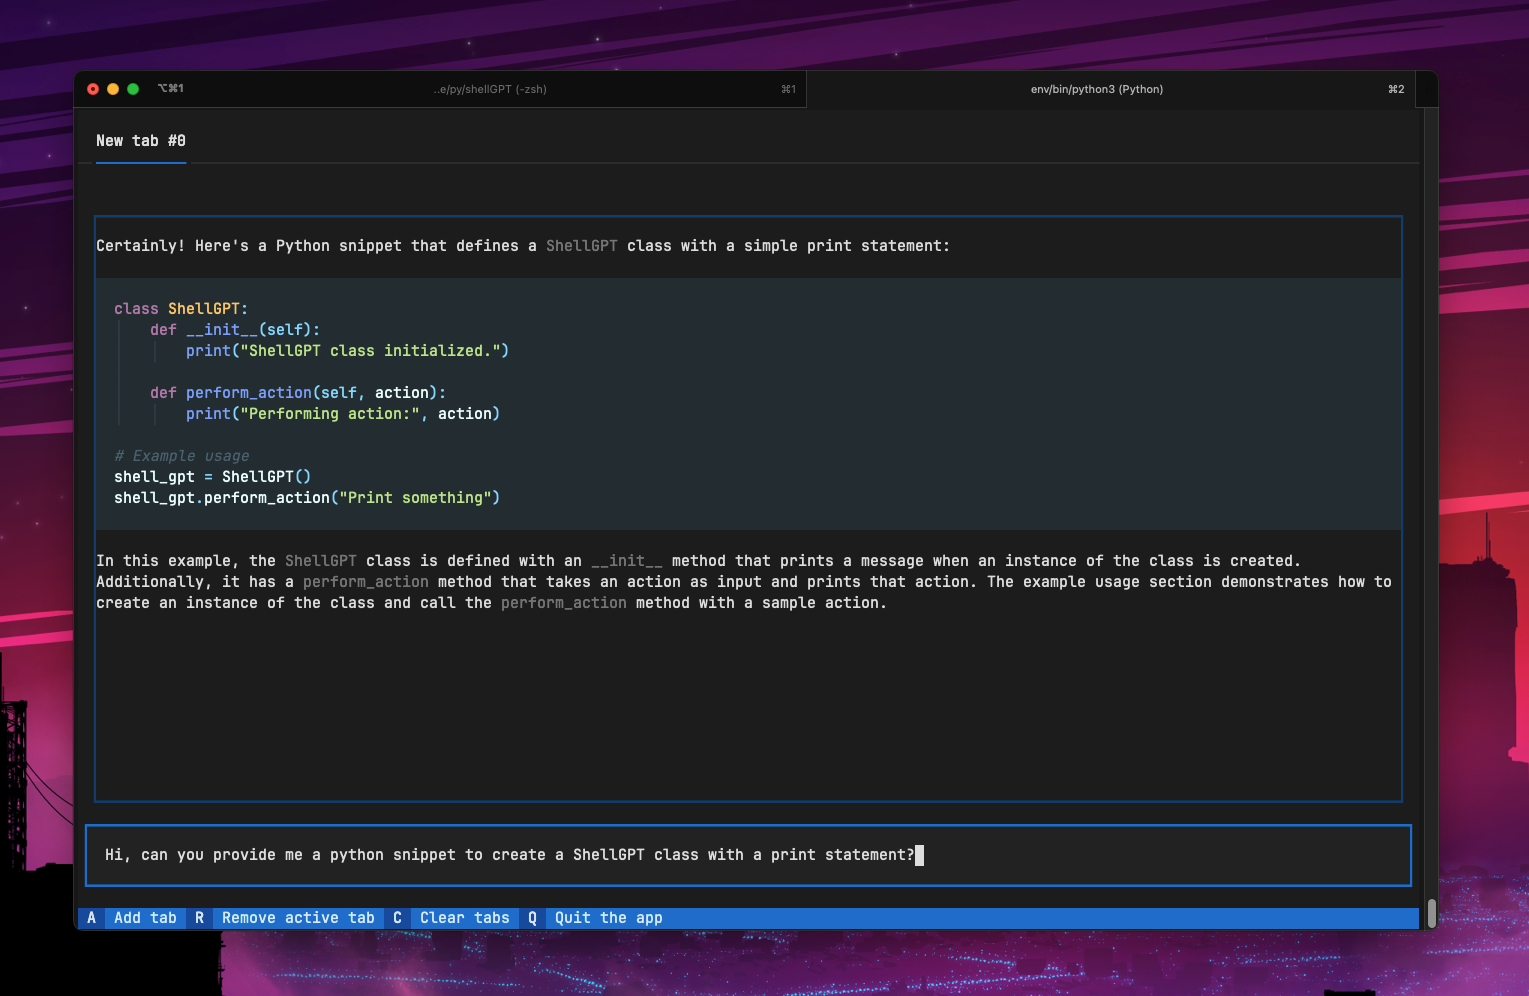 ⌥⌘1
..e/py/shellGPT (-zsh)
⌘1
env/bin/python3 (Python)
⌘2
New tab #0
Certainly! Here's a Python snippet that defines a ShellGPT class with a simple print statement:
class ShellGPT:
    def __init__(self):
        print("ShellGPT class initialized.")
    def perform_action(self, action):
        print("Performing action:", action)
# Example usage
shell_gpt = ShellGPT()
shell_gpt.perform_action("Print something")
In this example, the ShellGPT class is defined with an __init__ method that prints a message when an instance of the class is created.
Additionally, it has a perform_action method that takes an action as input and prints that action. The example usage section demonstrates how to
create an instance of the class and call the perform_action method with a sample action.
Hi, can you provide me a python snippet to create a ShellGPT class with a print statement?
A Add tab R Remove active tab C Clear tabs Q Quit the app